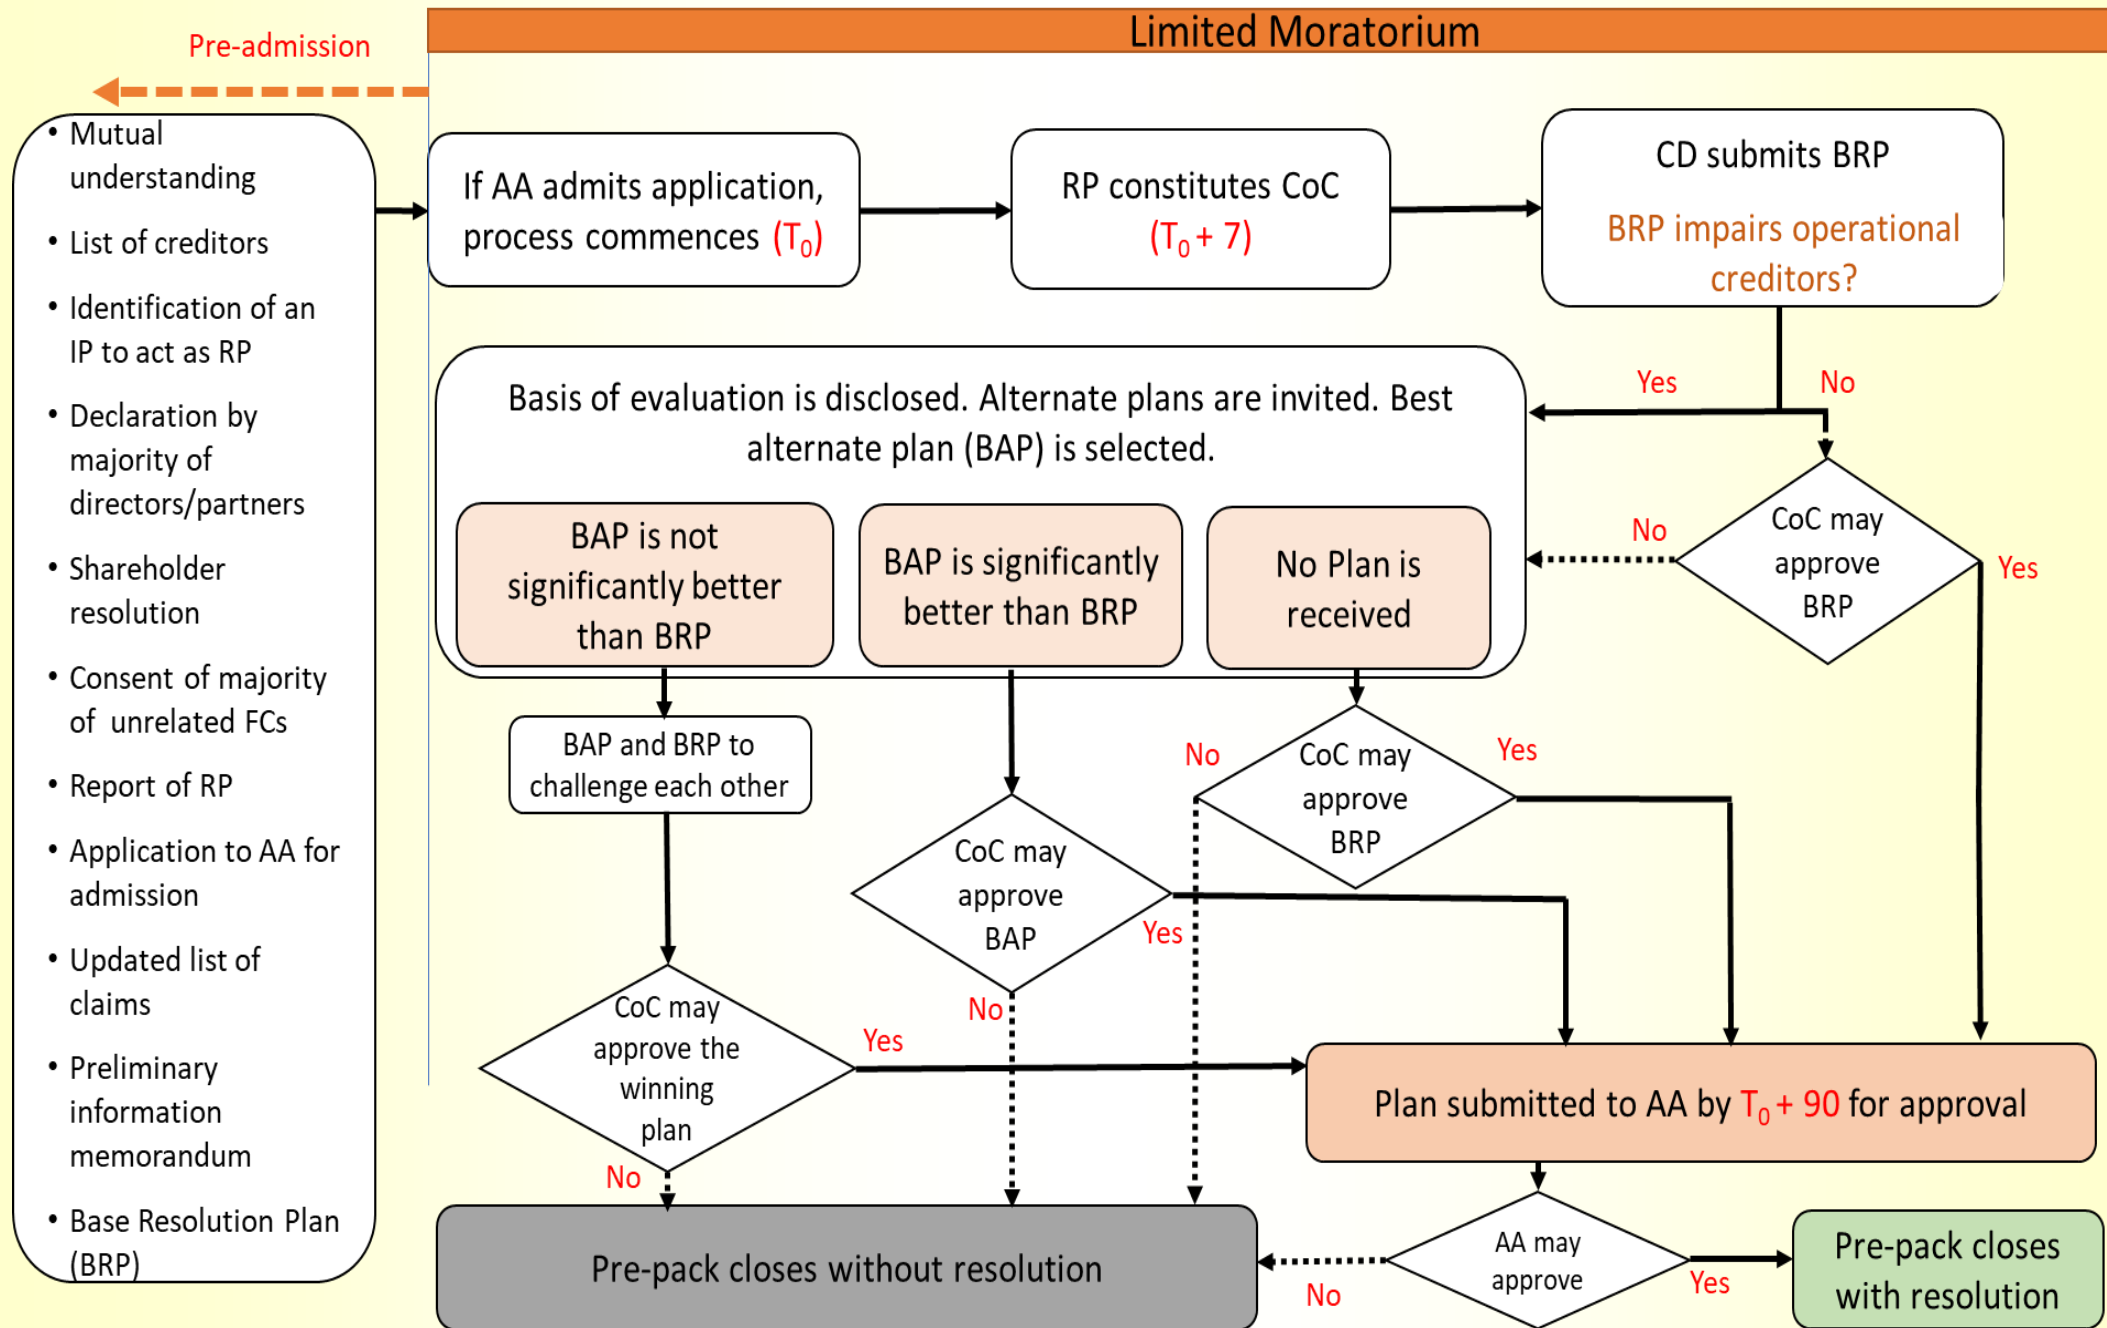 Limited Moratorium
Pre-admission
• Mutual
understanding
• List of creditors
• Identification of an
IP to act as RP
• Declaration by
majority of
directors/partners
• Shareholder
resolution
• Consent of majority
of unrelated FCs
• Report of RP
• Application to AA for
admission
• Updated list of
claims
• Preliminary
information
memorandum
• Base Resolution Plan
(BRP)
If AA admits application,
process commences (T₀)
RP constitutes CoC
(T₀ + 7)
CD submits BRP
BRP impairs operational
creditors?
Yes
No
Basis of evaluation is disclosed. Alternate plans are invited. Best
alternate plan (BAP) is selected.
BAP is not
significantly better
than BRP
BAP is significantly
better than BRP
No Plan is
received
No
CoC may
approve
BRP
Yes
BAP and BRP to
challenge each other
No
CoC may
approve
BRP
Yes
CoC may
approve
BAP
Yes
No
CoC may
approve the
winning
plan
Yes
No
Plan submitted to AA by T₀ + 90 for approval
Pre-pack closes without resolution
AA may
approve
No
Yes
Pre-pack closes
with resolution